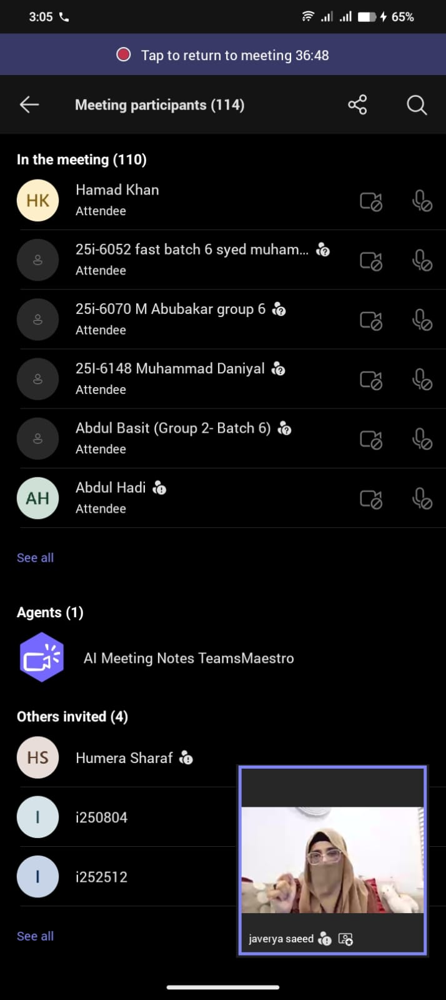 3:05
65%
Tap to return to meeting 36:48
Meeting participants (114)
In the meeting (110)
HK
Hamad Khan
Attendee
25i-6052 fast batch 6 syed muham...
Attendee
25i-6070 M Abubakar group 6
Attendee
25I-6148 Muhammad Daniyal
Attendee
Abdul Basit (Group 2- Batch 6)
Attendee
AH
Abdul Hadi
Attendee
See all
Agents (1)
AI Meeting Notes TeamsMaestro
Others invited (4)
HS
Humera Sharaf
I
i250804
I
i252512
See all
javerya saeed